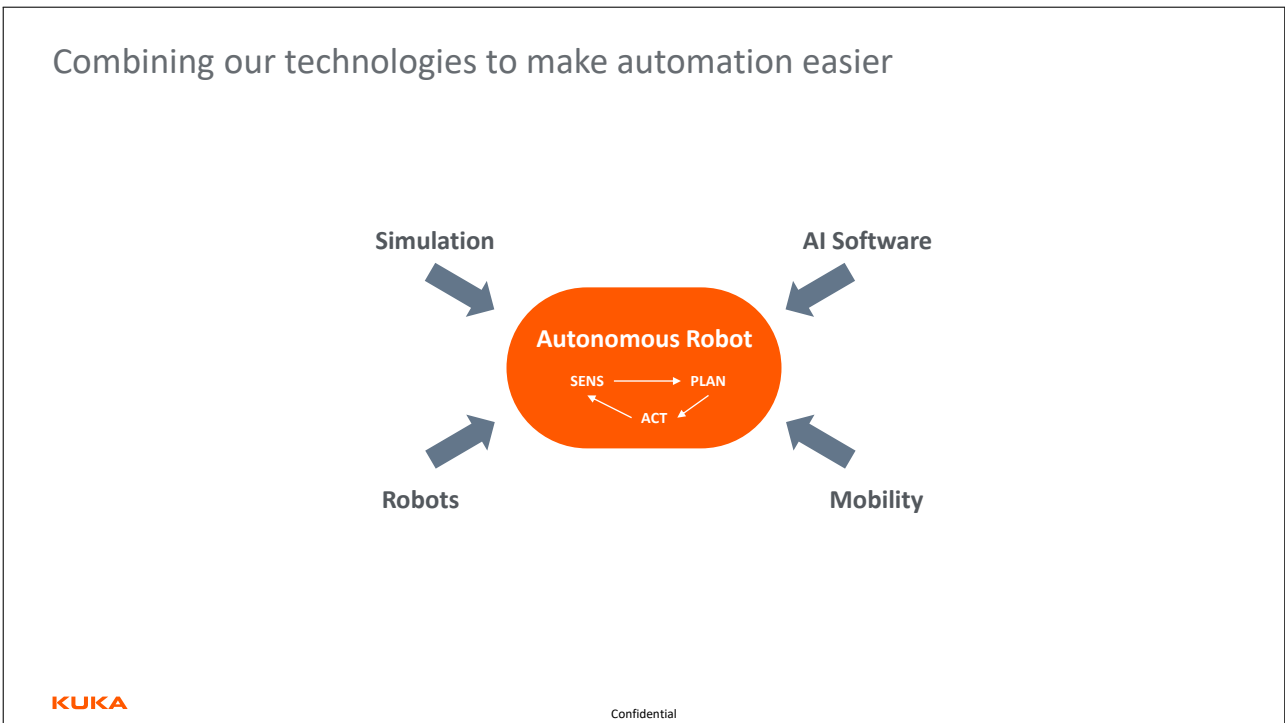 Combining our technologies to make automation easier
Simulation
AI Software
Autonomous Robot
SENS
PLAN
ACT
Robots
Mobility
KUKA
Confidential